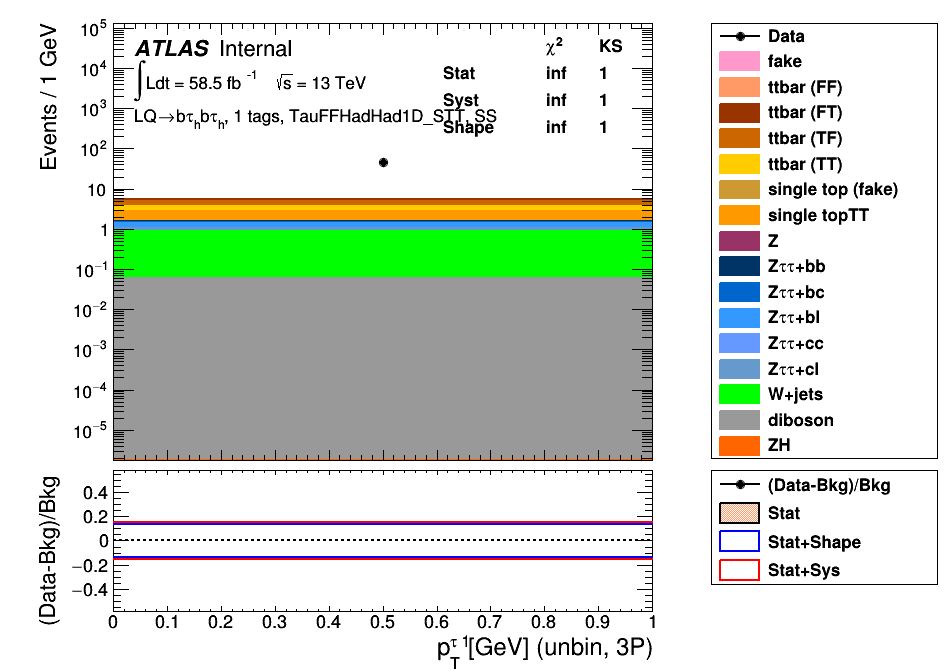 ATLAS Internal
∫Ldt = 58.5 fb⁻¹ √s = 13 TeV
LQ→bτₕbτₕ, 1 tags, TauFFHadHad1D_STT, SS
χ² KS
Stat inf 1
Syst inf 1
Shape inf 1
Events / 1 GeV
10⁵
10⁴
10³
10²
10
1
10⁻¹
10⁻²
10⁻³
10⁻⁴
10⁻⁵
Data
fake
ttbar (FF)
ttbar (FT)
ttbar (TF)
ttbar (TT)
single top (fake)
single topTT
Z
Zττ+bb
Zττ+bc
Zττ+bl
Zττ+cc
Zττ+cl
W+jets
diboson
ZH
(Data-Bkg)/Bkg
0.4
0.2
0
−0.2
−0.4
0 0.1 0.2 0.3 0.4 0.5 0.6 0.7 0.8 0.9 1
p_T^τ1[GeV] (unbin, 3P)
(Data-Bkg)/Bkg
Stat
Stat+Shape
Stat+Sys